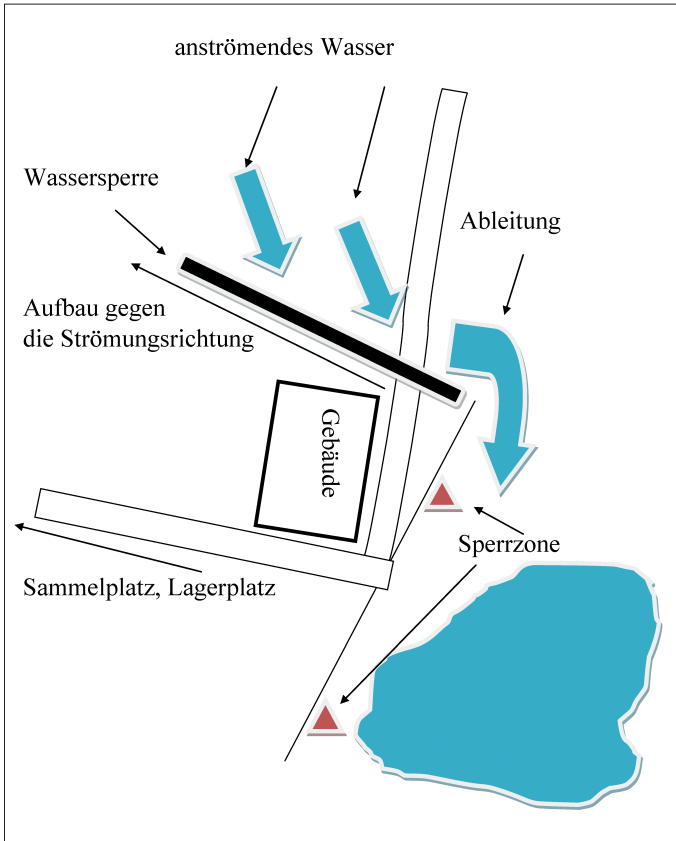 anströmendes Wasser
Wassersperre
Ableitung
Aufbau gegen
die Strömungsrichtung
Gebäude
Sperrzone
Sammelplatz, Lagerplatz